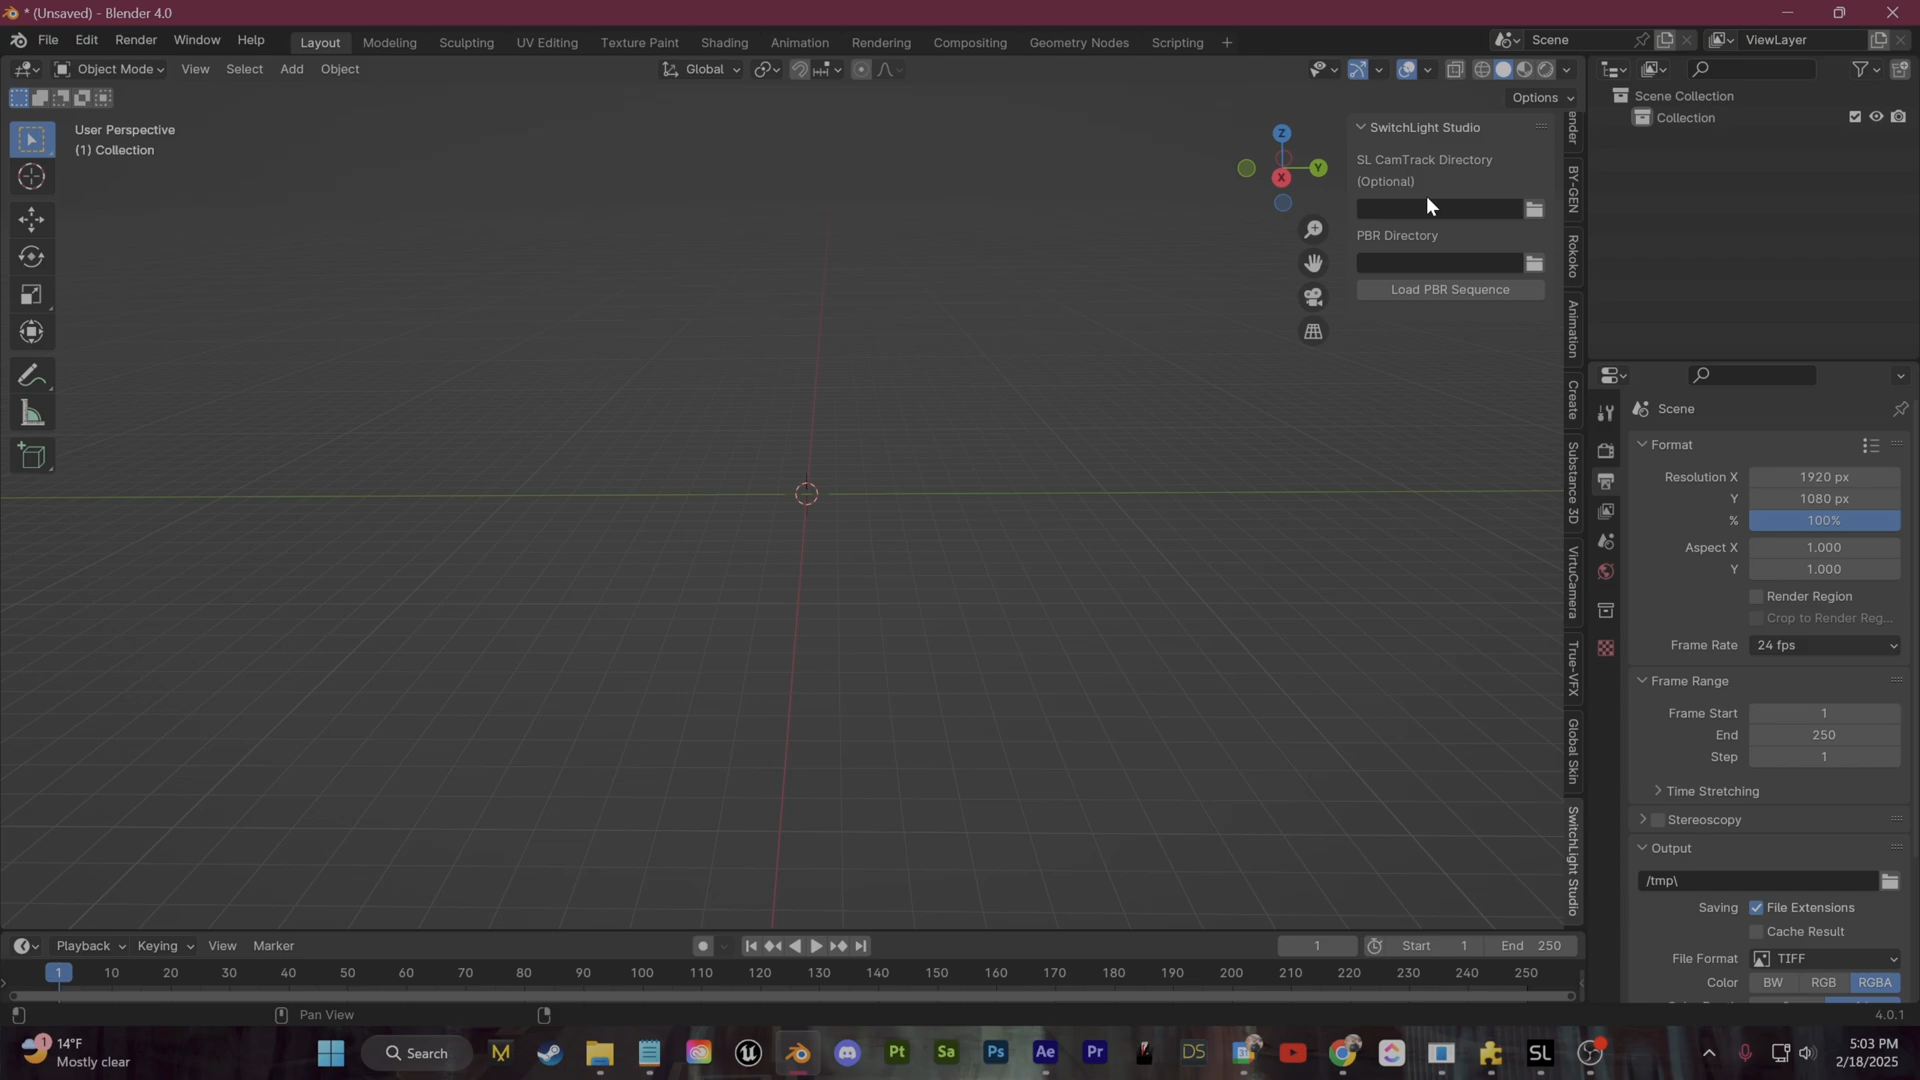 * (Unsaved) - Blender 4.0
File Edit Render Window Help Layout Modeling Sculpting UV Editing Texture Paint Shading Animation Rendering Compositing Geometry Nodes Scripting + Scene ViewLayer
Object Mode View Select Add Object Global
Options
User Perspective
(1) Collection
Z
Y
X
SwitchLight Studio
SL CamTrack Directory
(Optional)
PBR Directory
Load PBR Sequence
BY-GEN
Rokoko
Animation
Create
Substance 3D
VirtuCamera
True-VFX
Global Skin
SwitchLight Studio
Scene Collection
Collection
Scene
Format
Resolution X 1920 px
Y 1080 px
% 100%
Aspect X 1.000
Y 1.000
Render Region
Crop to Render Reg...
Frame Rate 24 fps
Frame Range
Frame Start 1
End 250
Step 1
Time Stretching
Stereoscopy
Output
/tmp\
Saving File Extensions
Cache Result
File Format TIFF
Color BW RGB RGBA
Playback Keying View Marker 1 Start 1 End 250
1 10 20 30 40 50 60 70 80 90 100 110 120 130 140 150 160 170 180 190 200 210 220 230 240 250
Pan View 4.0.1
1 14°F
Mostly clear
Search
Pt Sa Ps Ae Pr DS SL
5:03 PM
2/18/2025